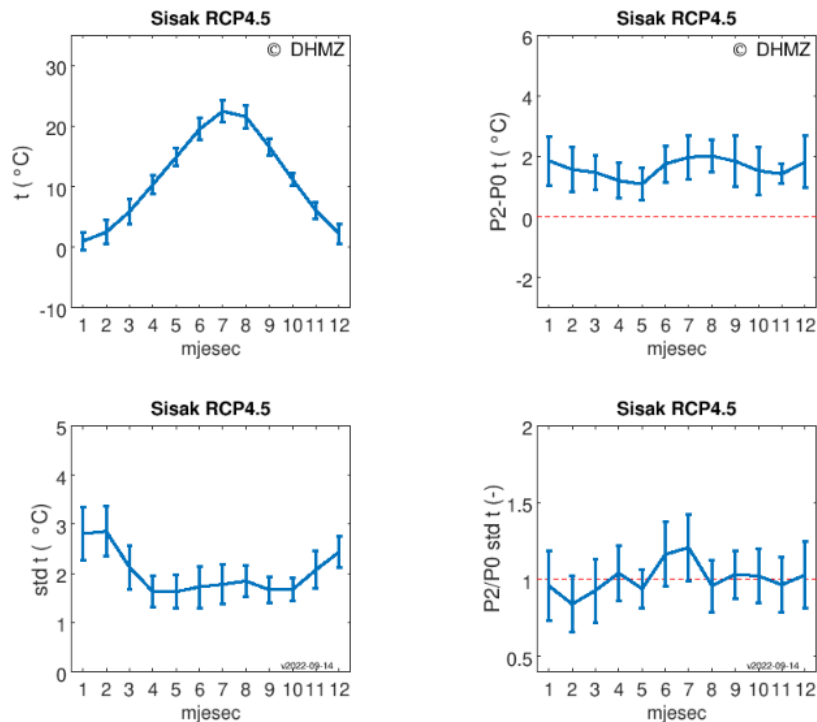 Sisak RCP4.5
© DHMZ
t ( °C)
30
20
10
0
-10
1 2 3 4 5 6 7 8 9 10 11 12
mjesec
Sisak RCP4.5
© DHMZ
P2-P0 t ( °C)
6
4
2
0
-2
1 2 3 4 5 6 7 8 9 10 11 12
mjesec
Sisak RCP4.5
std t ( °C)
5
4
3
2
1
0
v2022-09-14
1 2 3 4 5 6 7 8 9 10 11 12
mjesec
Sisak RCP4.5
P2/P0 std t (-)
2
1.5
1
0.5
v2022-09-14
1 2 3 4 5 6 7 8 9 10 11 12
mjesec